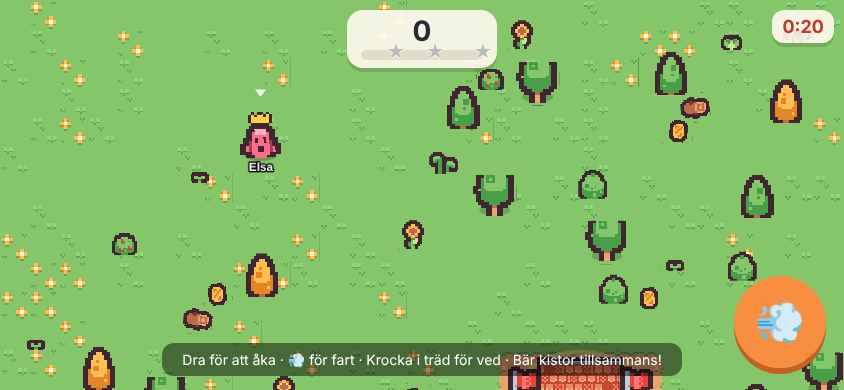 0
0:20
Elsa
Dra för att åka · 💨 för fart · Krocka i träd för ved · Bär kistor tillsammans!